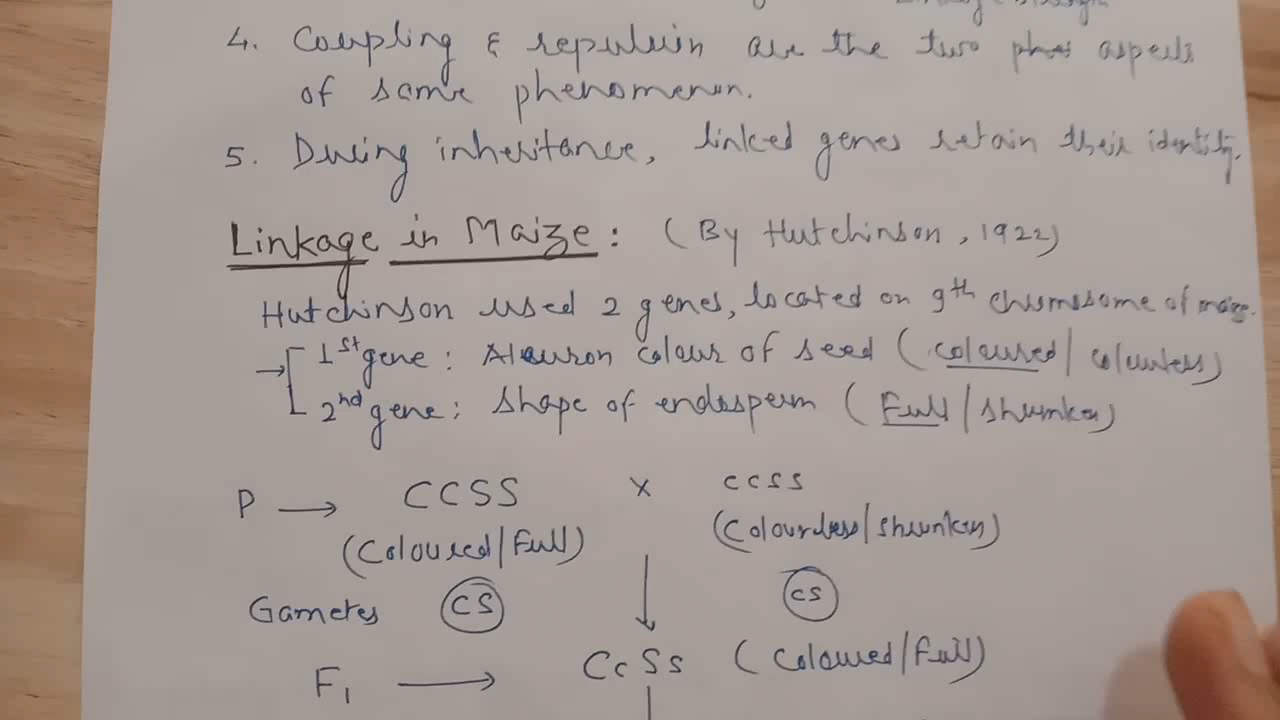 4. Coupling & repulsion are the two aspects
of same phenomenon.
5. During inheritance, linked genes retain their identity.
Linkage in Maize : (By Hutchinson, 1922)
Hutchinson used 2 genes, located on 9th chromosome of maize.
→ 1st gene : Aleuron colour of seed (coloured/colourless)
2nd gene : Shape of endosperm (Full/shrunken)
P → CCSS × ccss
(Coloured/Full) (Colourless/shrunken)
Gametes CS cs
F1 → CcSs (Coloured/Full)